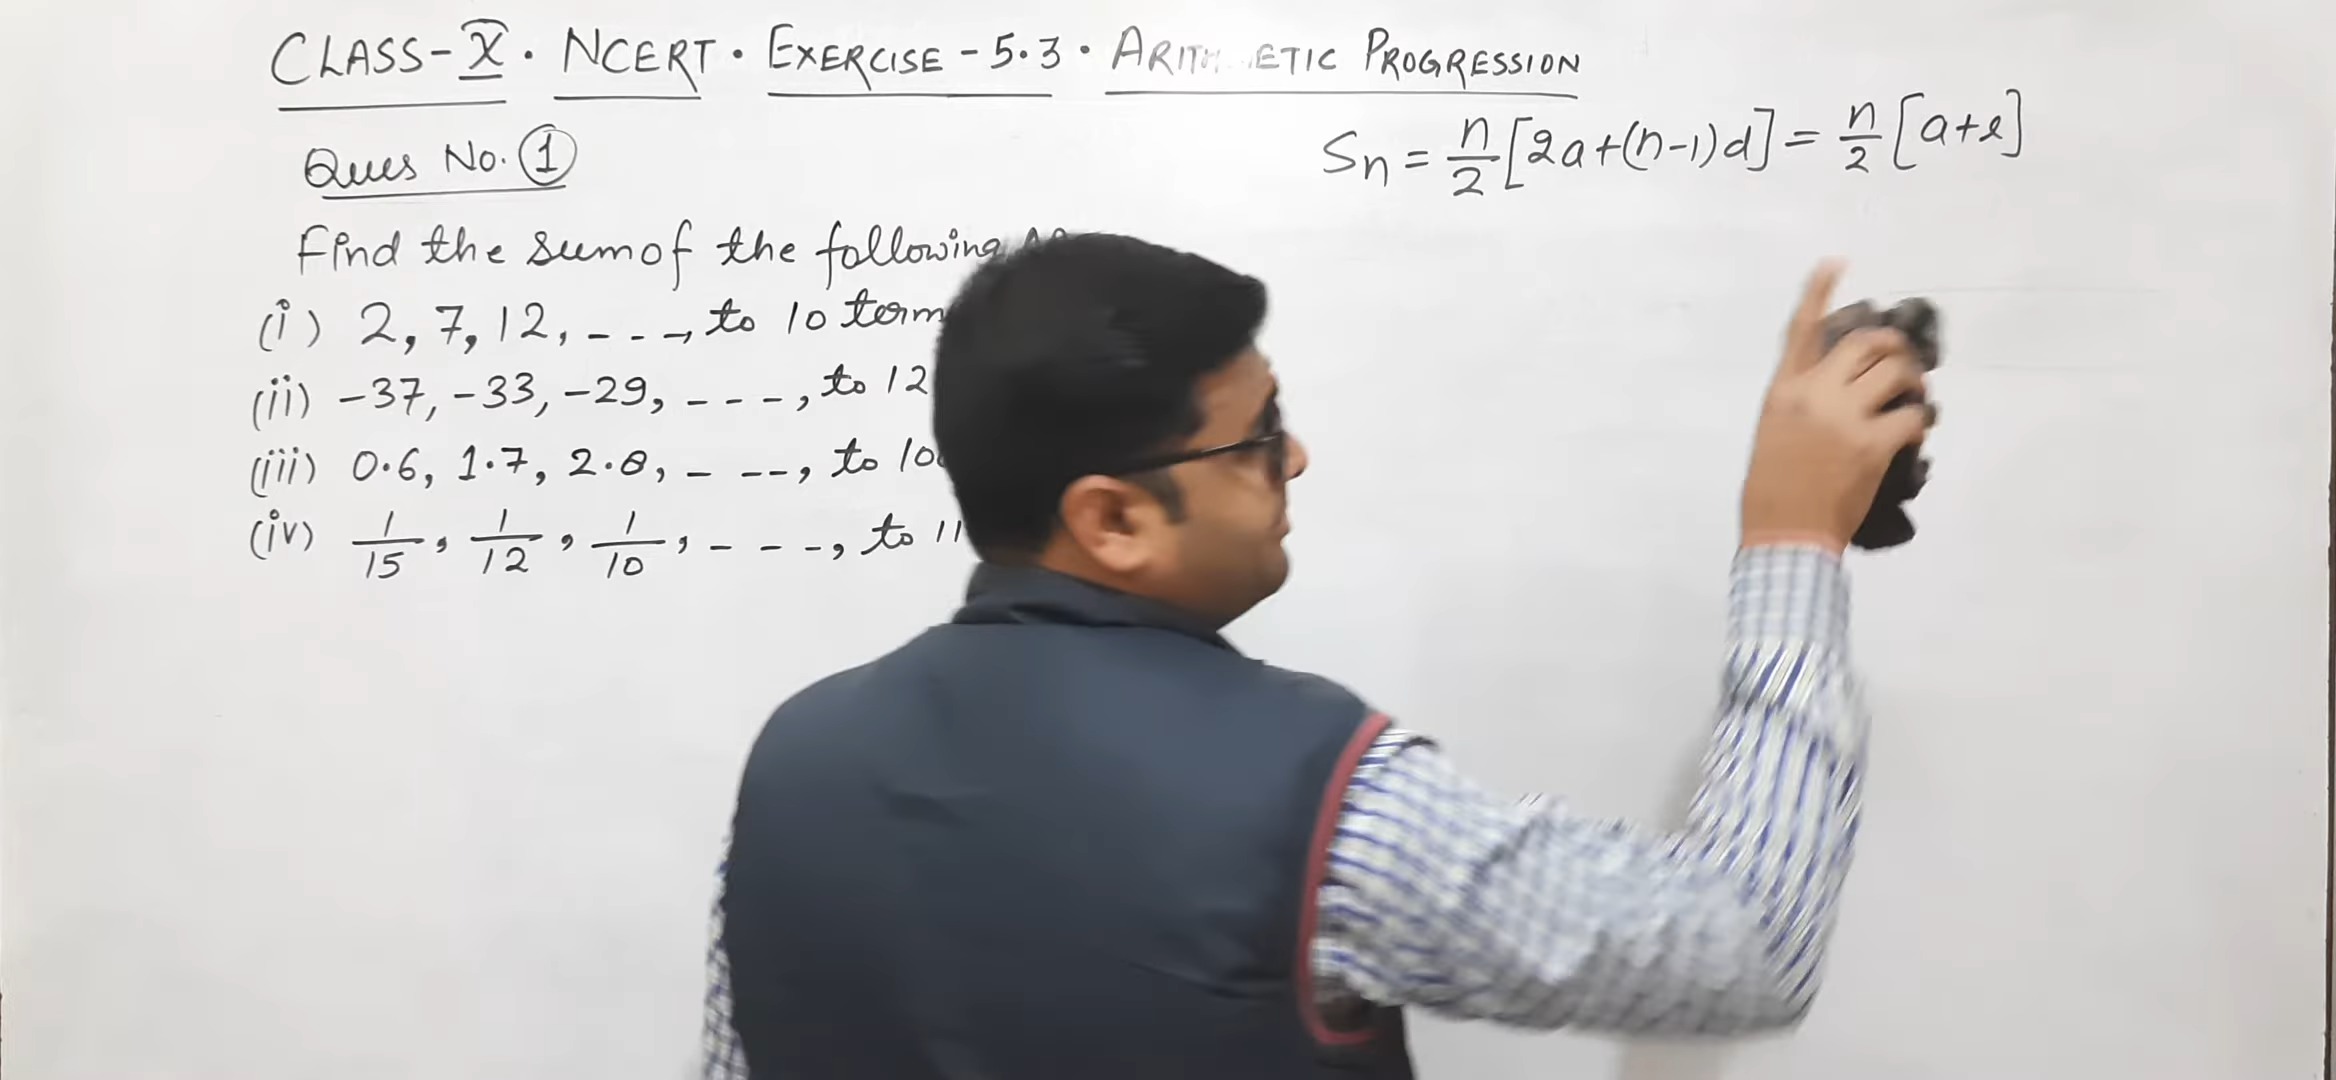 CLASS-X · NCERT · EXERCISE - 5.3 · ARITH ETIC PROGRESSION
Ques No. 1
Sn = n/2 [2a+(n-1)d] = n/2 [a+l]
Find the sum of the following
(i) 2, 7, 12, - - -, to 10 term
(ii) -37, -33, -29, - - - , to 12
(iii) 0.6, 1.7, 2.8, - - - , to 10
(iv) 1/15 , 1/12 , 1/10 , - - - , to 11